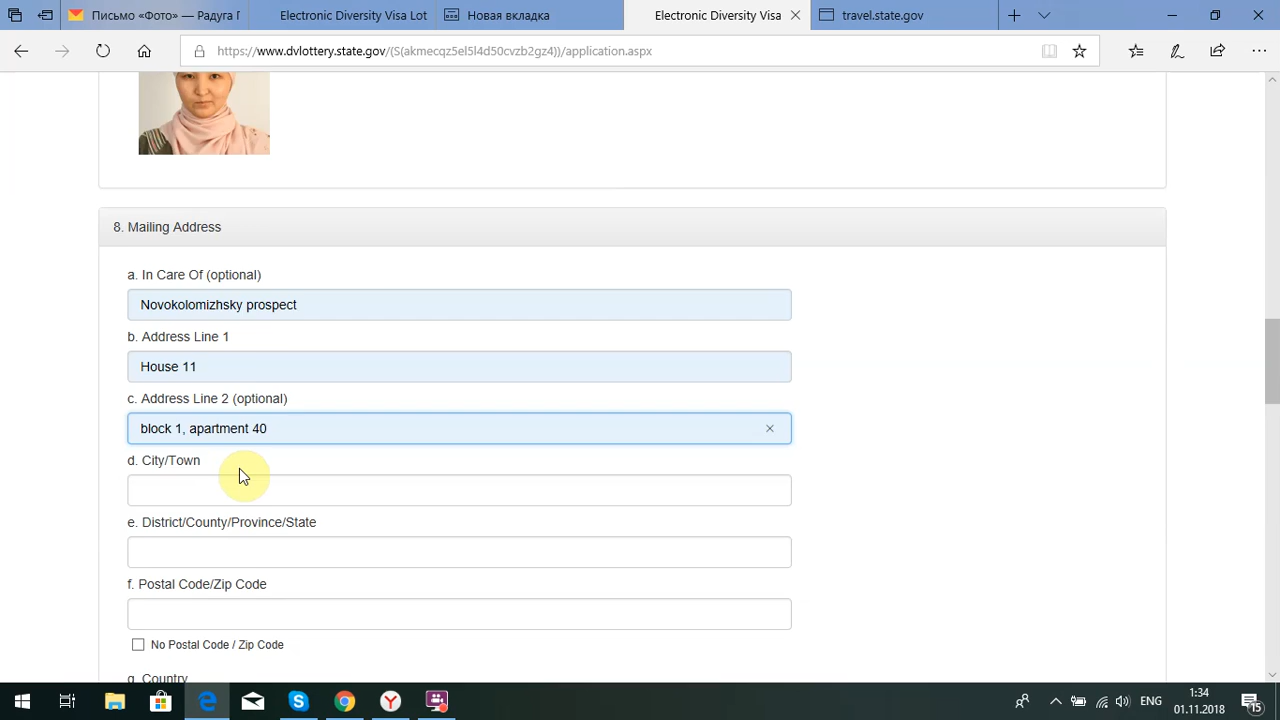 Письмо «Фото» — Радуга Г
Electronic Diversity Visa Lot
Новая вкладка
Electronic Diversity Visa
travel.state.gov
https://www.dvlottery.state.gov/(S(akmecqz5el5l4d50cvzb2gz4))/application.aspx
8. Mailing Address
a. In Care Of (optional)
Novokolomizhsky prospect
b. Address Line 1
House 11
c. Address Line 2 (optional)
block 1, apartment 40
d. City/Town
e. District/County/Province/State
f. Postal Code/Zip Code
No Postal Code / Zip Code
g. Country
ENG
1:34
01.11.2018
15